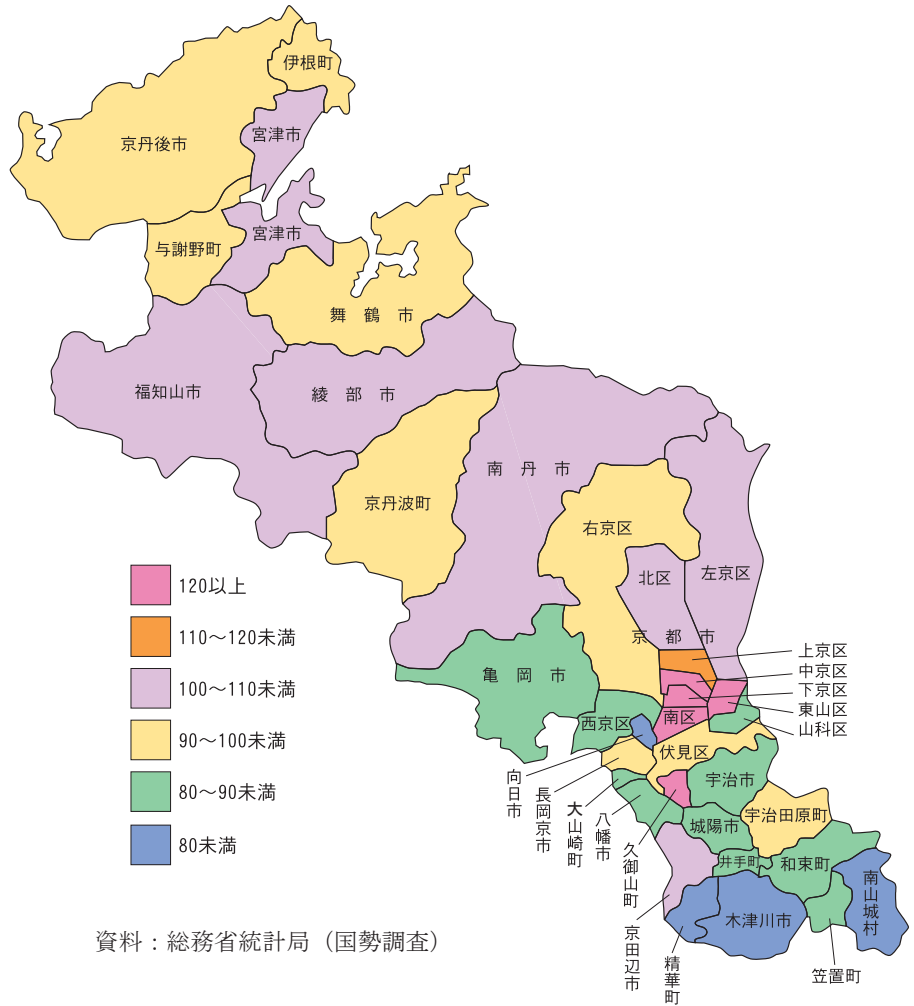 伊根町
京丹後市
宮津市
与謝野町
宮津市
舞鶴市
福知山市
綾部市
南丹市
京丹波町
右京区
北区
左京区
京都市
120以上
110～120未満
100～110未満
90～100未満
80～90未満
80未満
上京区
中京区
下京区
東山区
山科区
亀岡市
西京区
南区
伏見区
向日市
長岡京市
大山崎町
八幡市
久御山町
宇治市
城陽市
宇治田原町
井手町
和束町
京田辺市
精華町
木津川市
笠置町
南山城村
資料：総務省統計局（国勢調査）